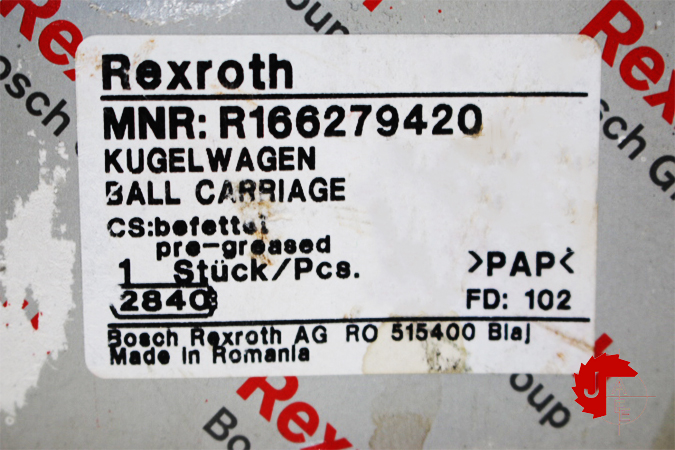 Rexroth
MNR: R166279420
KUGELWAGEN
BALL CARRIAGE
CS:befettet
pre-greased
1 Stück/Pcs.
>PAP<
2840
FD: 102
Bosch Rexroth AG RO 515400 Blaj
Made in Romania